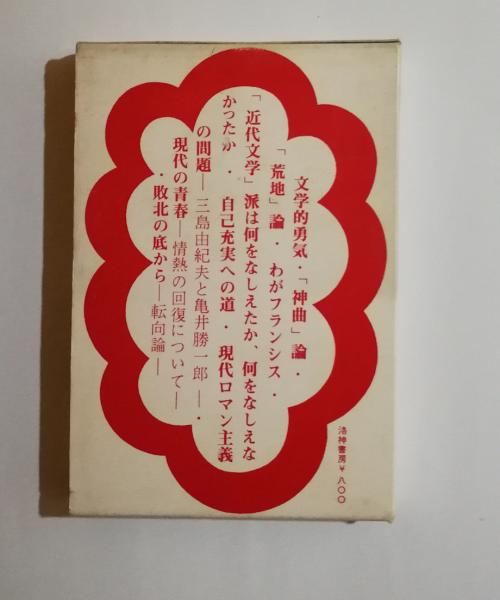 文学的勇気・「神曲」論・
「荒地」論・わがフランシス・
「近代文学」派は何をなしえたか、何をなしえな
かったか・自己充実への道・現代ロマン主義
の問題―三島由紀夫と亀井勝一郎―・
現代の青春―情熱の回復について―
・敗北の底から―転向論―
洛神書房￥八〇〇